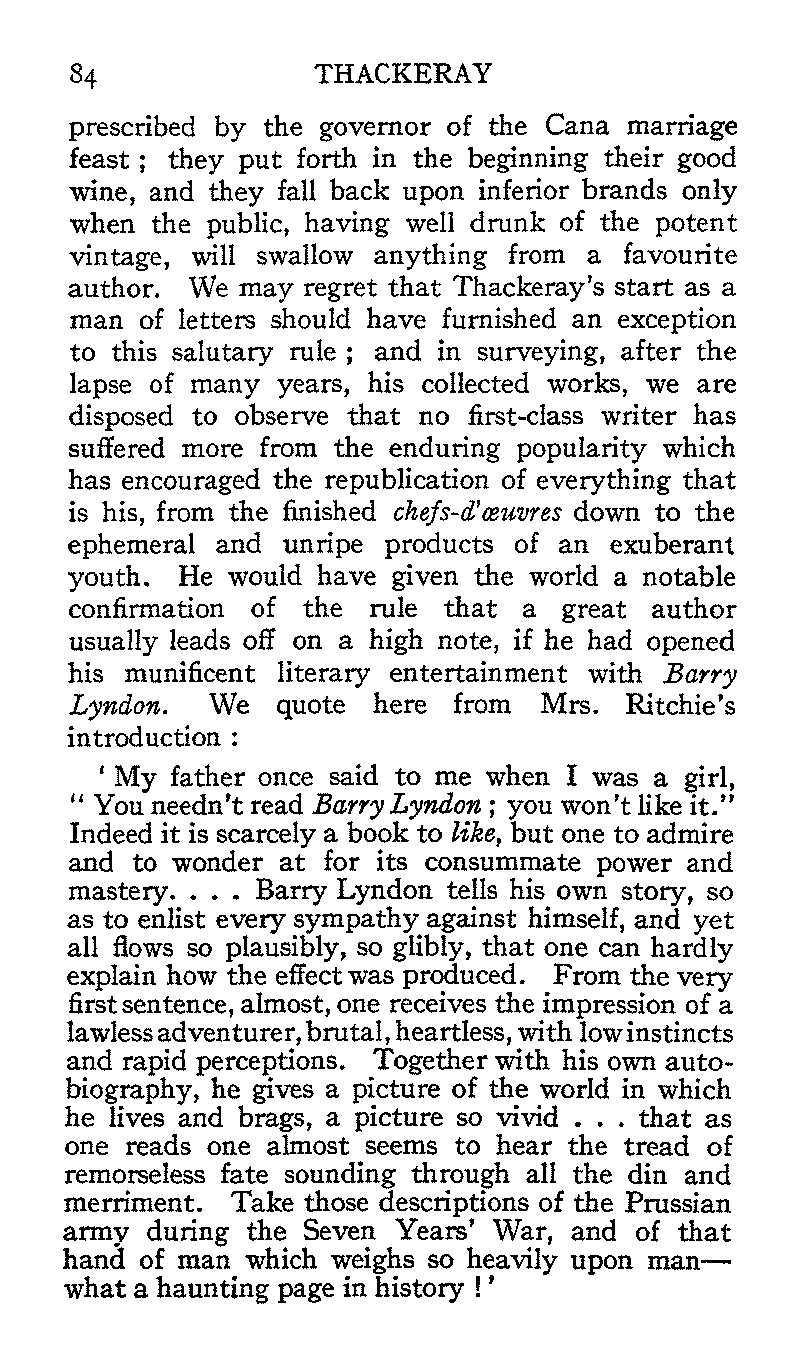 84 THACKERAY
prescribed by the governor of the Cana marriage
feast ; they put forth in the beginning their good
wine, and they fall back upon inferior brands only
when the public, having well drunk of the potent
vintage, will swallow anything from a favourite
author. We may regret that Thackeray's start as a
man of letters should have furnished an exception
to this salutary rule ; and in surveying, after the
lapse of many years, his collected works, we are
disposed to observe that no first-class writer has
suffered more from the enduring popularity which
has encouraged the republication of everything that
is his, from the finished chefs-d'œuvres down to the
ephemeral and unripe products of an exuberant
youth. He would have given the world a notable
confirmation of the rule that a great author
usually leads off on a high note, if he had opened
his munificent literary entertainment with Barry
Lyndon. We quote here from Mrs. Ritchie's
introduction :
' My father once said to me when I was a girl,
" You needn't read Barry Lyndon ; you won't like it."
Indeed it is scarcely a book to like, but one to admire
and to wonder at for its consummate power and
mastery. . . . Barry Lyndon tells his own story, so
as to enlist every sympathy against himself, and yet
all flows so plausibly, so glibly, that one can hardly
explain how the effect was produced. From the very
first sentence, almost, one receives the impression of a
lawless adventurer, brutal, heartless, with low instincts
and rapid perceptions. Together with his own auto-
biography, he gives a picture of the world in which
he lives and brags, a picture so vivid . . . that as
one reads one almost seems to hear the tread of
remorseless fate sounding through all the din and
merriment. Take those descriptions of the Prussian
army during the Seven Years' War, and of that
hand of man which weighs so heavily upon man—
what a haunting page in history ! '